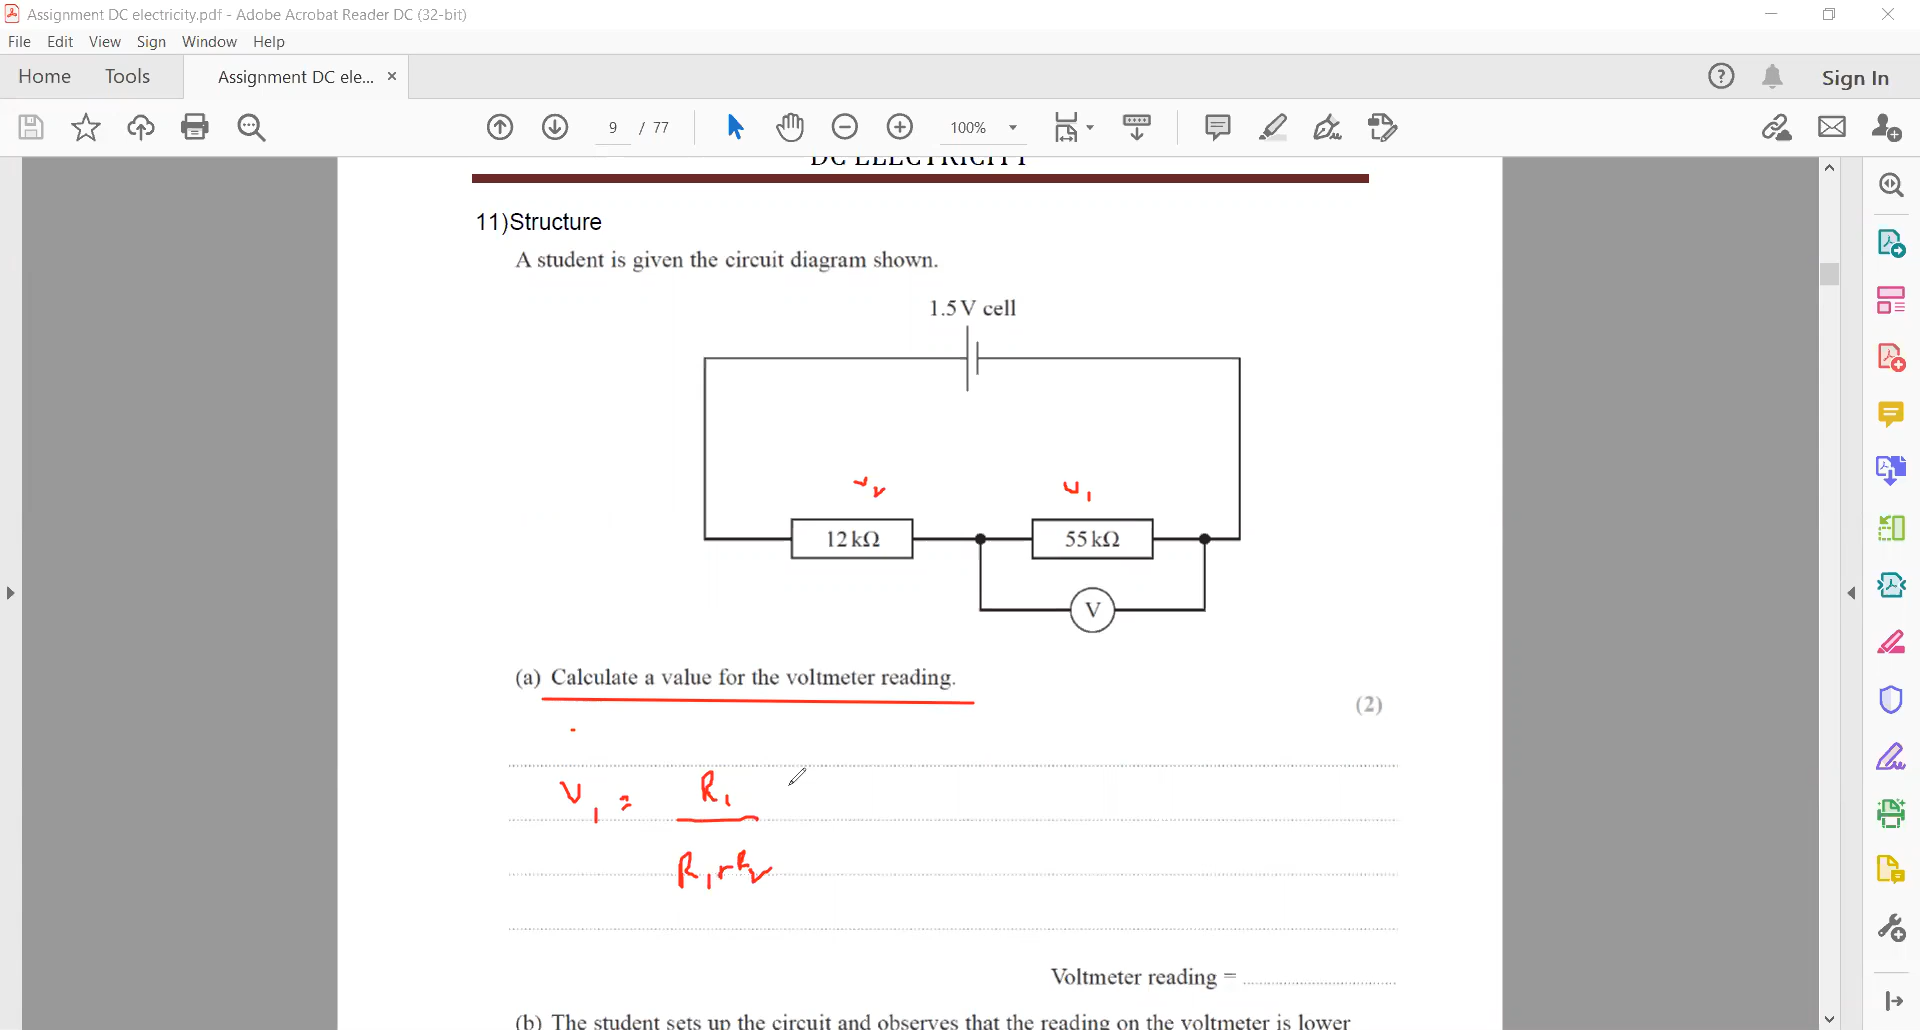 Assignment DC electricity.pdf - Adobe Acrobat Reader DC (32-bit)
File Edit View Sign Window Help
Home Tools Assignment DC ele... ×
Sign In
9 / 77
100%
DC ELECTRICITY
11)Structure
A student is given the circuit diagram shown.
1.5 V cell
V2 V1
12 kΩ 55 kΩ
V
(a) Calculate a value for the voltmeter reading.
(2)
V1 = R1
R1+R2
Voltmeter reading =
(b) The student sets up the circuit and observes that the reading on the voltmeter is lower